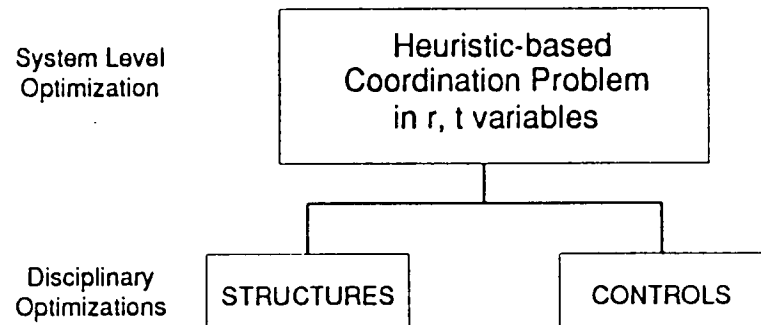 System Level
Optimization
Heuristic-based
Coordination Problem
in r, t variables
Disciplinary
Optimizations
STRUCTURES
CONTROLS